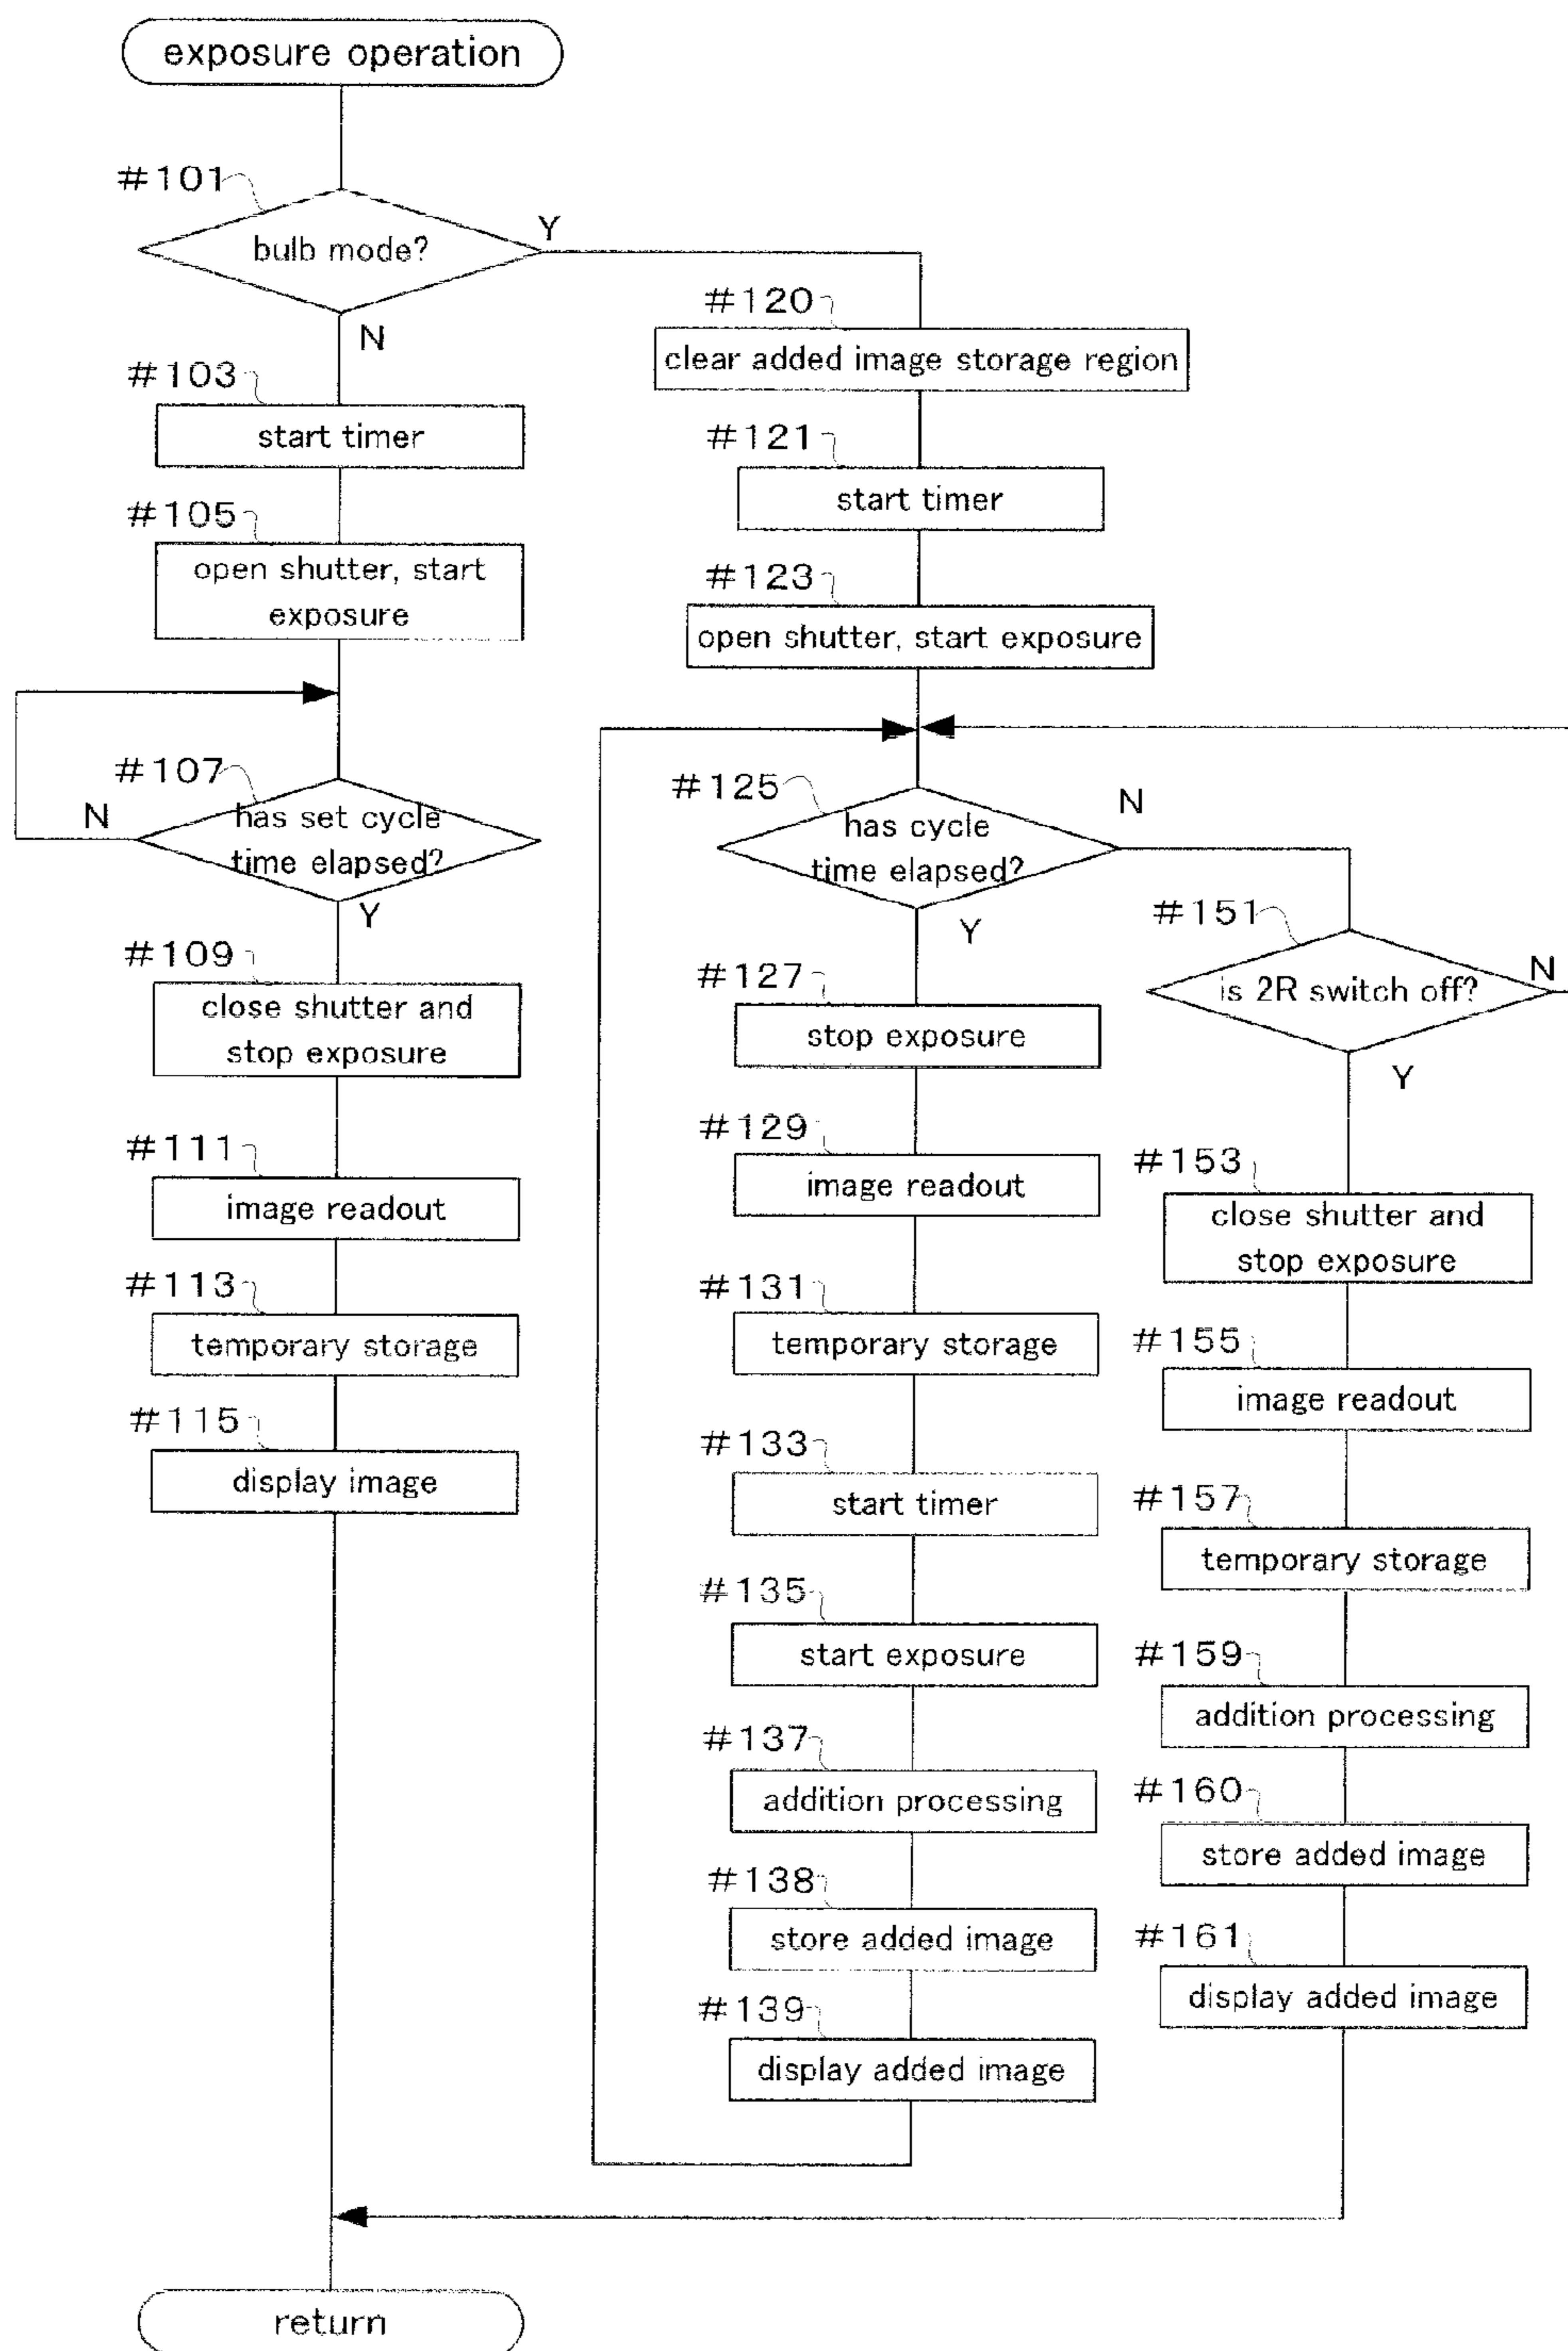 exposure operation
#101
bulb mode?
Y
N
#103
start timer
#105
open shutter, start
exposure
#107
N
has set cycle
time elapsed?
Y
#109
close shutter and
stop exposure
#111
image readout
#113
temporary storage
#115
display image
#120
clear added image storage region
#121
start timer
#123
open shutter, start exposure
#125
has cycle
time elapsed?
N
Y
#127
stop exposure
#129
image readout
#131
temporary storage
#133
start timer
#135
start exposure
#137
addition processing
#138
store added image
#139
display added image
#151
is 2R switch off?
N
Y
#153
close shutter and
stop exposure
#155
image readout
#157
temporary storage
#159
addition processing
#160
store added image
#161
display added image
return